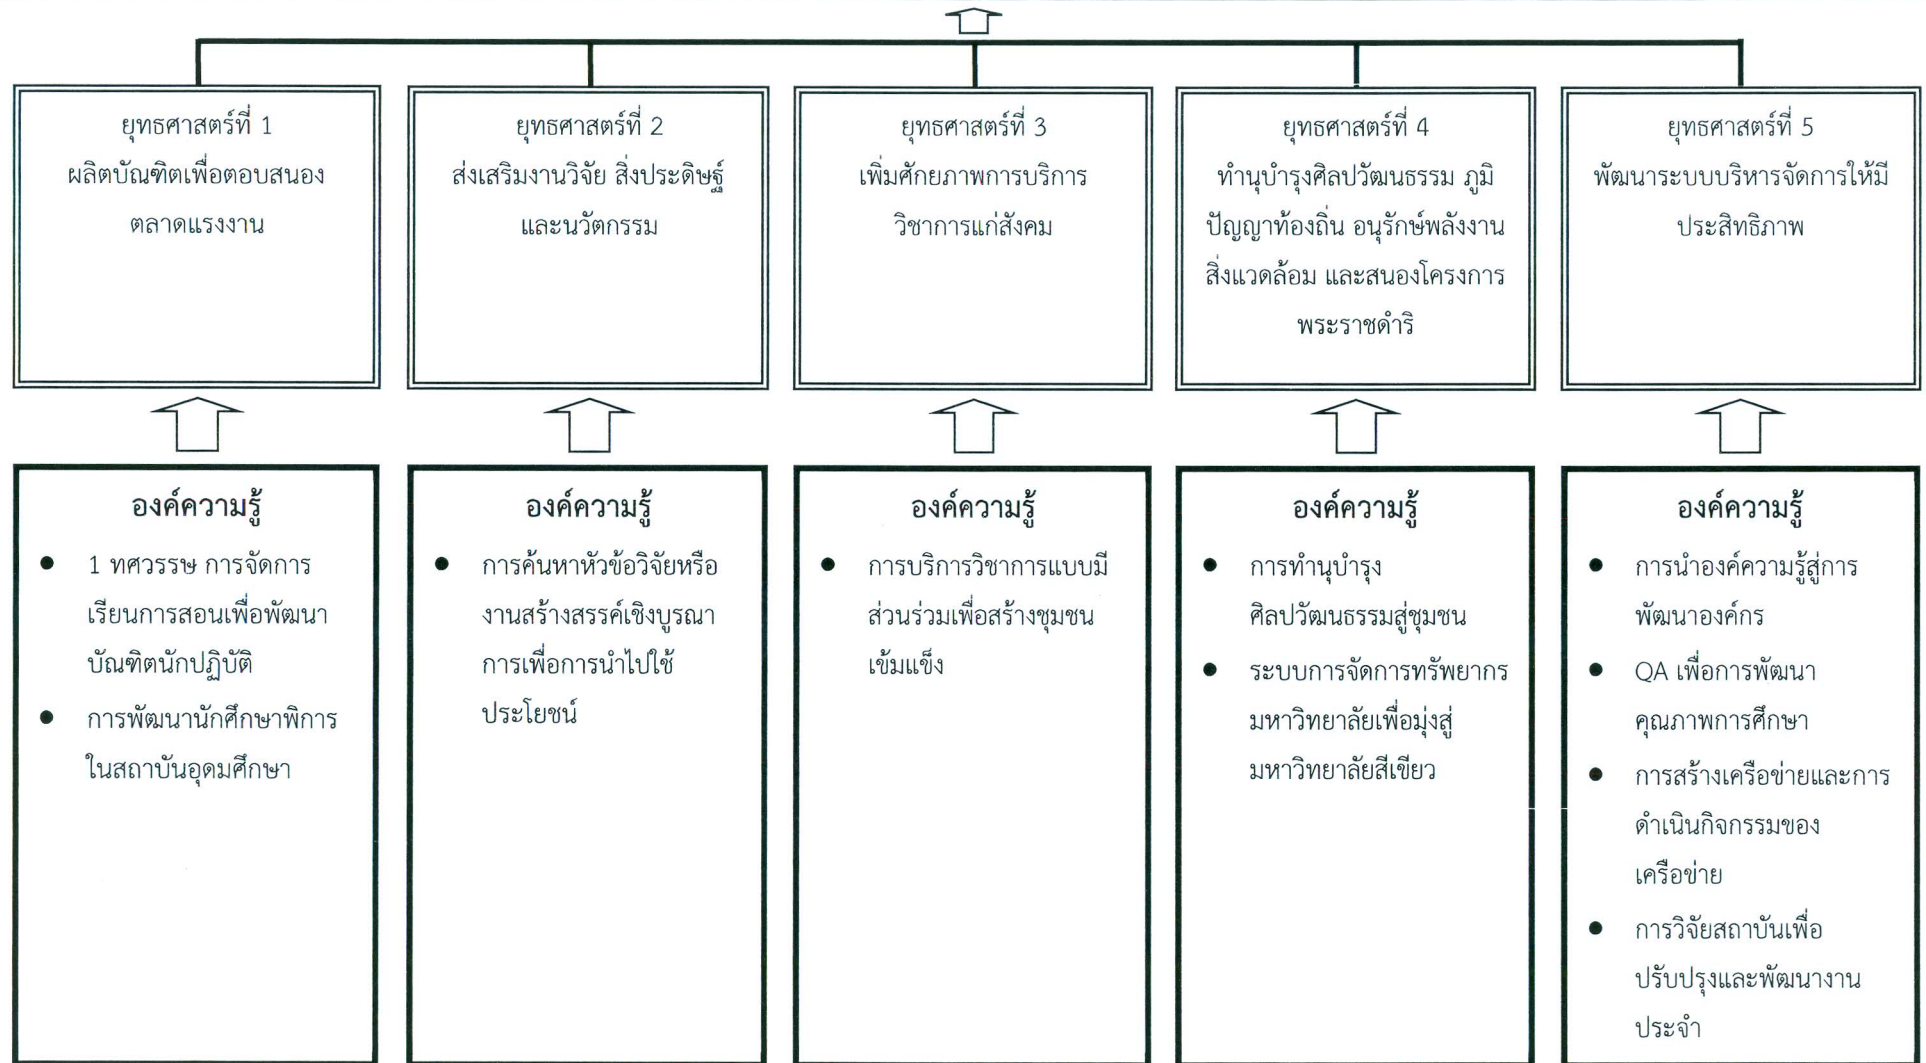 ยุทธศาสตร์ที่ 1
ผลิตบัณฑิตเพื่อตอบสนอง
ตลาดแรงงาน
ยุทธศาสตร์ที่ 2
ส่งเสริมงานวิจัย สิ่งประดิษฐ์
และนวัตกรรม
ยุทธศาสตร์ที่ 3
เพิ่มศักยภาพการบริการ
วิชาการแก่สังคม
ยุทธศาสตร์ที่ 4
ทำนุบำรุงศิลปวัฒนธรรม ภูมิ
ปัญญาท้องถิ่น อนุรักษ์พลังงาน
สิ่งแวดล้อม และสนองโครงการ
พระราชดำริ
ยุทธศาสตร์ที่ 5
พัฒนาระบบบริหารจัดการให้มี
ประสิทธิภาพ
องค์ความรู้
● 1 ทศวรรษ การจัดการ
เรียนการสอนเพื่อพัฒนา
บัณฑิตนักปฏิบัติ
● การพัฒนานักศึกษาพิการ
ในสถาบันอุดมศึกษา
องค์ความรู้
● การค้นหาหัวข้อวิจัยหรือ
งานสร้างสรรค์เชิงบูรณา
การเพื่อการนำไปใช้
ประโยชน์
องค์ความรู้
● การบริการวิชาการแบบมี
ส่วนร่วมเพื่อสร้างชุมชน
เข้มแข็ง
องค์ความรู้
● การทำนุบำรุง
ศิลปวัฒนธรรมสู่ชุมชน
● ระบบการจัดการทรัพยากร
มหาวิทยาลัยเพื่อมุ่งสู่
มหาวิทยาลัยสีเขียว
องค์ความรู้
● การนำองค์ความรู้สู่การ
พัฒนาองค์กร
● QA เพื่อการพัฒนา
คุณภาพการศึกษา
● การสร้างเครือข่ายและการ
ดำเนินกิจกรรมของ
เครือข่าย
● การวิจัยสถาบันเพื่อ
ปรับปรุงและพัฒนางาน
ประจำ